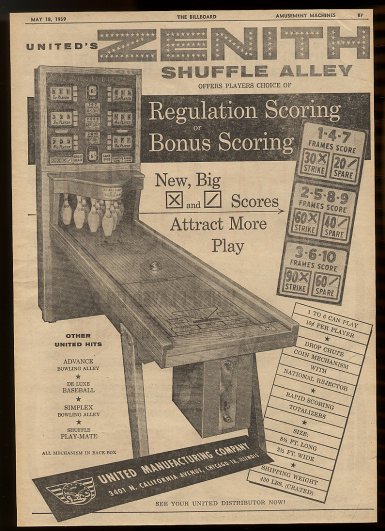 MAY 18, 1959
THE BILLBOARD
AMUSEMENT MACHINES
UNITED'S ZENITH
SHUFFLE ALLEY
OFFERS PLAYERS CHOICE OF
Regulation Scoring
or
Bonus Scoring
New, Big
X and / Scores
Attract More
Play
1-4-7
FRAMES SCORE
30 X 20 /
STRIKE SPARE
2-5-8-9
FRAMES SCORE
60 X 40 /
STRIKE SPARE
3-6-10
FRAMES SCORE
90 X 60 /
STRIKE SPARE
1 TO 6 CAN PLAY
10¢ PER PLAYER
★
DROP CHUTE
COIN MECHANISM
WITH
NATIONAL REJECTOR
★
RAPID SCORING
TOTALIZERS
★
SIZE:
8½ FT. LONG
2½ FT. WIDE
★
SHIPPING WEIGHT
450 LBS. (CRATED)
OTHER
UNITED HITS
ADVANCE
BOWLING ALLEY
★
DE LUXE
BASEBALL
★
SIMPLEX
BOWLING ALLEY
★
SHUFFLE
PLAY-MATE
ALL MECHANISM IN BACK-BOX
UNITED MANUFACTURING COMPANY
3401 N. CALIFORNIA AVENUE, CHICAGO 18, ILLINOIS
SEE YOUR UNITED DISTRIBUTOR NOW!